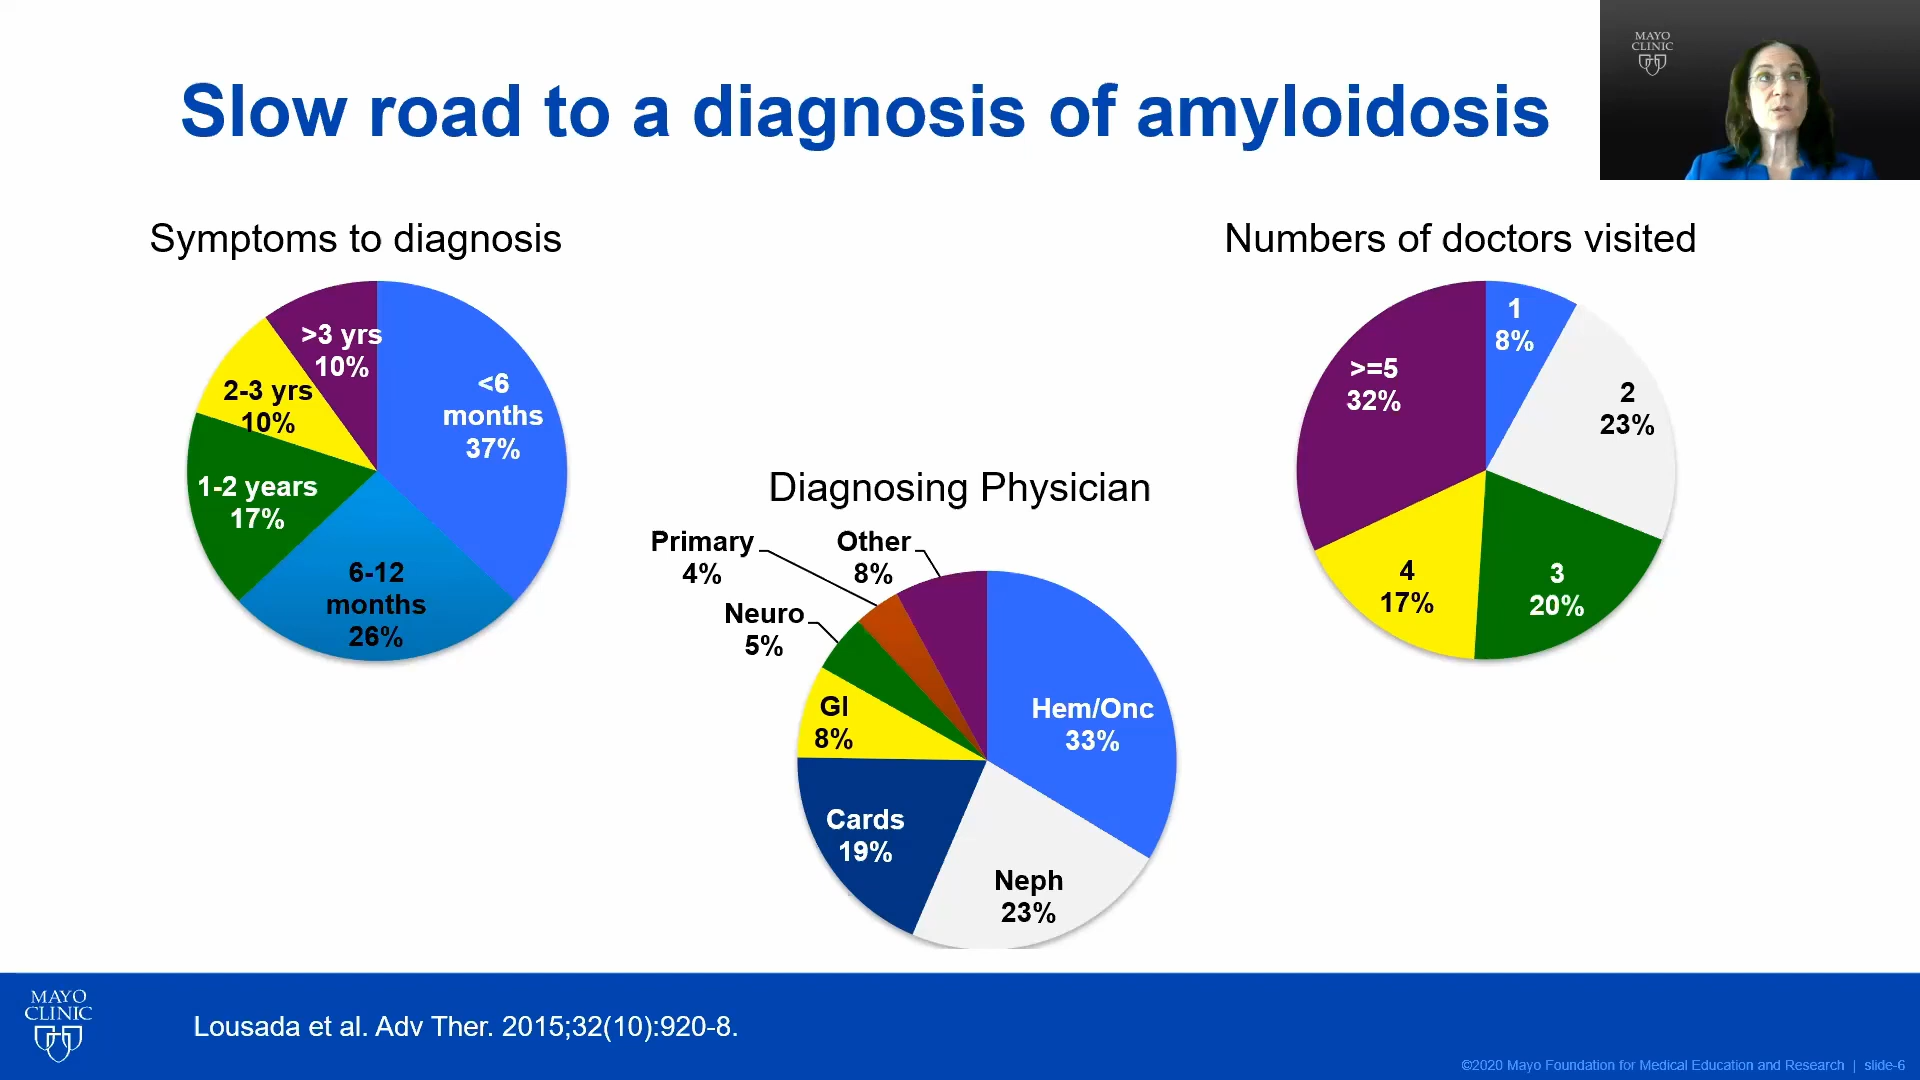 MAYO
CLINIC
Slow road to a diagnosis of amyloidosis
Symptoms to diagnosis
>3 yrs
10%
2-3 yrs
10%
<6
months
37%
1-2 years
17%
6-12
months
26%
Diagnosing Physician
Primary
4%
Other
8%
Neuro
5%
GI
8%
Hem/Onc
33%
Cards
19%
Neph
23%
Numbers of doctors visited
1
8%
>=5
32%
2
23%
4
17%
3
20%
MAYO
CLINIC
Lousada et al. Adv Ther. 2015;32(10):920-8.
©2020 Mayo Foundation for Medical Education and Research | slide-6